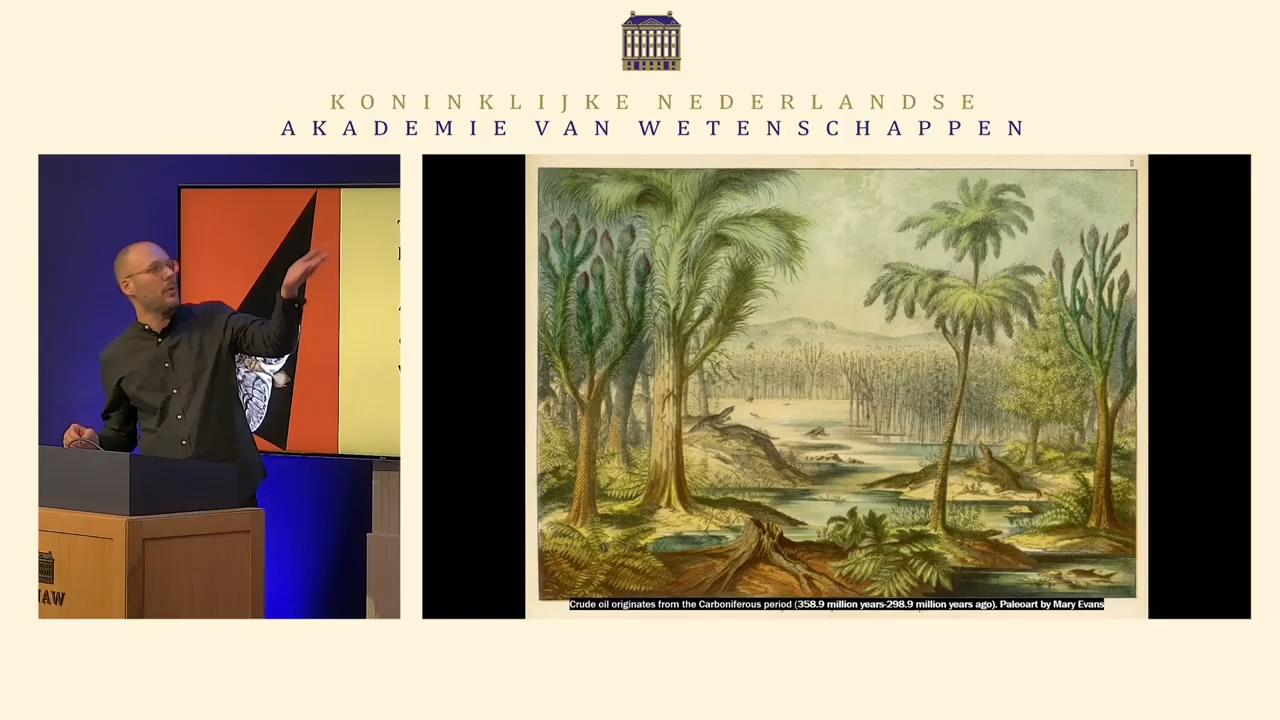 KONINKLIJKE NEDERLANDSE
AKADEMIE VAN WETENSCHAPPEN
Crude oil originates from the Carboniferous period (358.9 million years-298.9 million years ago). Paleoart by Mary Evans